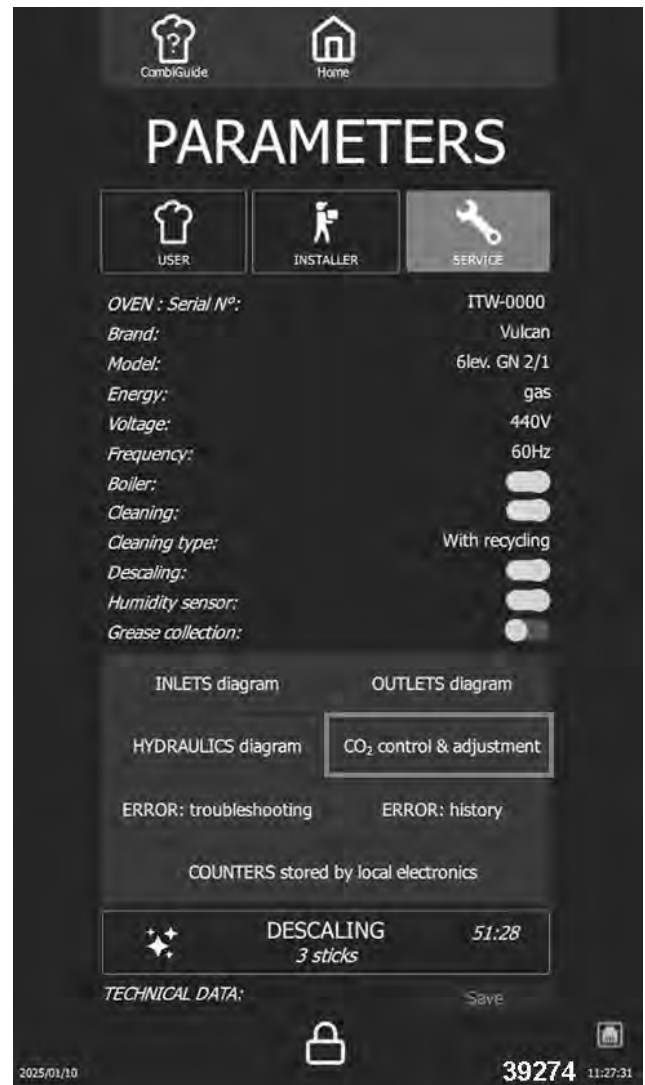 CombiGuide Home
PARAMETERS
USER INSTALLER SERVICE
OVEN : Serial N°: ITW-0000
Brand: Vulcan
Model: 6lev. GN 2/1
Energy: gas
Voltage: 440V
Frequency: 60Hz
Boiler:
Cleaning:
Cleaning type: With recycling
Descaling:
Humidity sensor:
Grease collection:
INLETS diagram OUTLETS diagram
HYDRAULICS diagram CO₂ control & adjustment
ERROR: troubleshooting ERROR: history
COUNTERS stored by local electronics
DESCALING 51:28
3 sticks
TECHNICAL DATA: Save
2025/01/10 39274 11:27:31